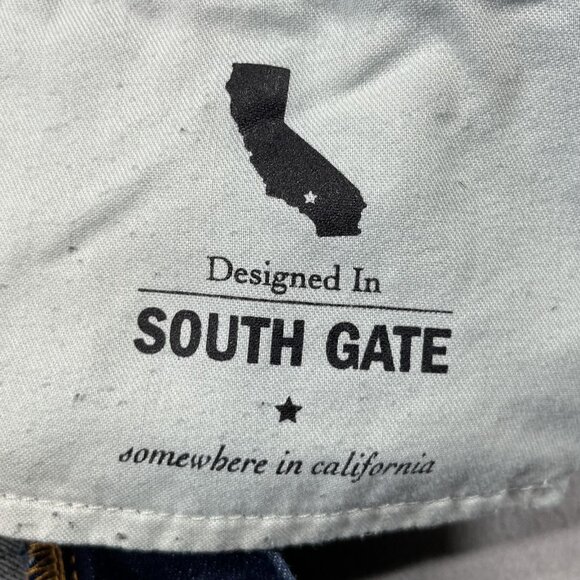 Designed In
SOUTH GATE
somewhere in california